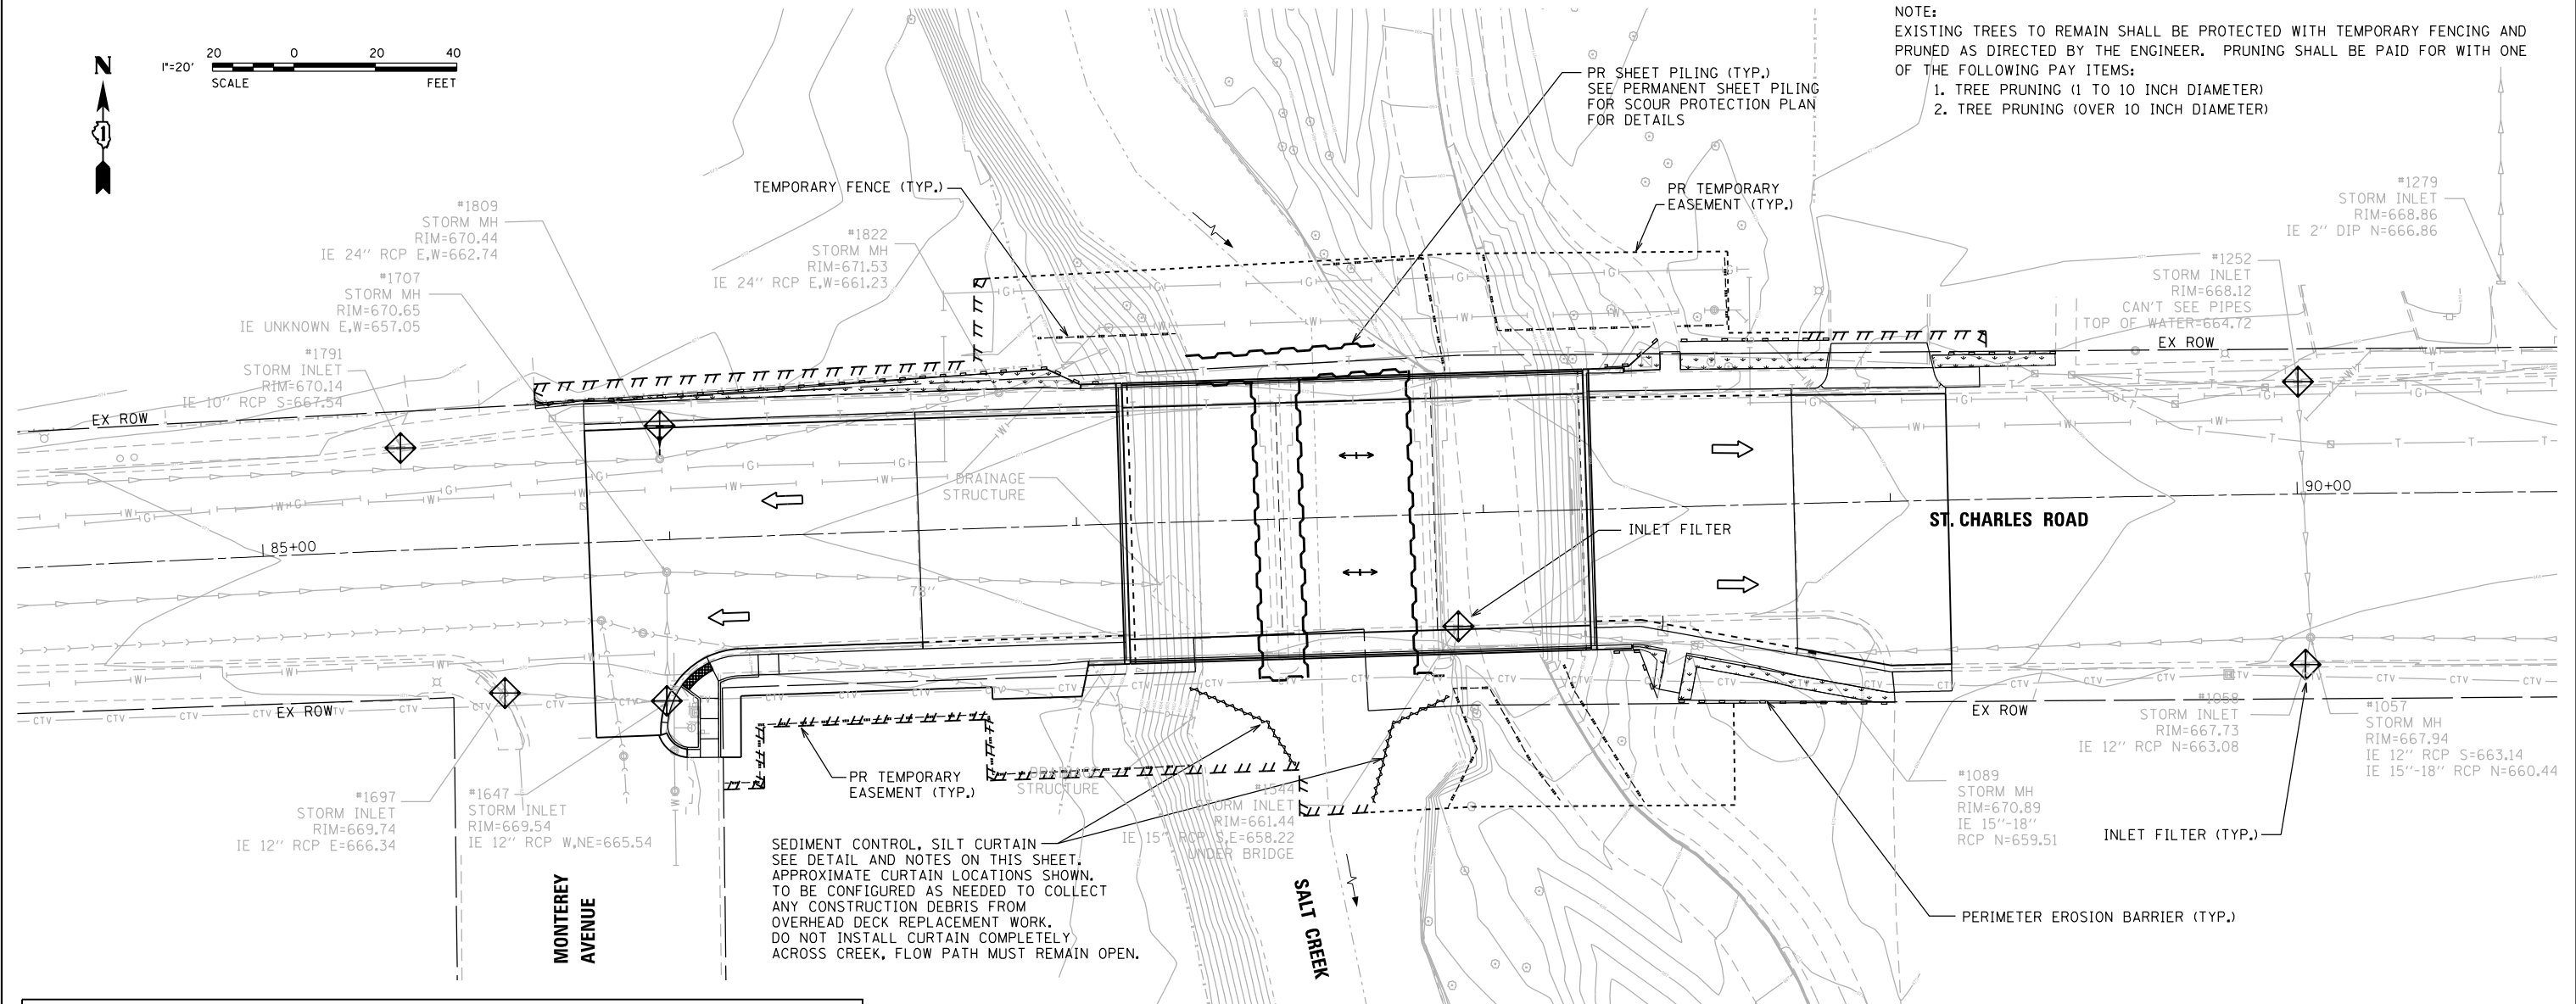 NOTE:
EXISTING TREES TO REMAIN SHALL BE PROTECTED WITH TEMPORARY FENCING AND
PRUNED AS DIRECTED BY THE ENGINEER. PRUNING SHALL BE PAID FOR WITH ONE
OF THE FOLLOWING PAY ITEMS:
1. TREE PRUNING (1 TO 10 INCH DIAMETER)
2. TREE PRUNING (OVER 10 INCH DIAMETER)
N
1"=20'
20 0 20 40
SCALE FEET
PR SHEET PILING (TYP.)
SEE PERMANENT SHEET PILING
FOR SCOUR PROTECTION PLAN
FOR DETAILS
TEMPORARY FENCE (TYP.)
PR TEMPORARY
EASEMENT (TYP.)
#1809
STORM MH
RIM=670.44
IE 24'' RCP E,W=662.74
#1822
STORM MH
RIM=671.53
IE 24'' RCP E,W=661.23
#1279
STORM INLET
RIM=668.86
IE 2'' DIP N=666.86
#1707
STORM MH
RIM=670.65
IE UNKNOWN E,W=657.05
#1252
STORM INLET
RIM=668.12
CAN'T SEE PIPES
TOP OF WATER=664.72
#1791
STORM INLET
RIM=670.14
IE 10'' RCP S=667.54
EX ROW
EX ROW
DRAINAGE
STRUCTURE
INLET FILTER
85+00
90+00
ST. CHARLES ROAD
EX ROW
EX ROW
#1058
STORM INLET
RIM=667.73
IE 12'' RCP N=663.08
#1057
STORM MH
RIM=667.94
IE 12'' RCP S=663.14
IE 15''-18'' RCP N=660.44
PR TEMPORARY
EASEMENT (TYP.)
DRAINAGE
STRUCTURE
#1697
STORM INLET
RIM=669.74
IE 12'' RCP E=666.34
#1647
STORM INLET
RIM=669.54
IE 12'' RCP W,NE=665.54
#1344
STORM INLET
RIM=661.44
IE 15'' RCP S,E=658.22
UNDER BRIDGE
#1089
STORM MH
RIM=670.89
IE 15''-18''
RCP N=659.51
INLET FILTER (TYP.)
SEDIMENT CONTROL, SILT CURTAIN
SEE DETAIL AND NOTES ON THIS SHEET.
APPROXIMATE CURTAIN LOCATIONS SHOWN.
TO BE CONFIGURED AS NEEDED TO COLLECT
ANY CONSTRUCTION DEBRIS FROM
OVERHEAD DECK REPLACEMENT WORK.
DO NOT INSTALL CURTAIN COMPLETELY
ACROSS CREEK, FLOW PATH MUST REMAIN OPEN.
MONTEREY
AVENUE
SALT CREEK
PERIMETER EROSION BARRIER (TYP.)